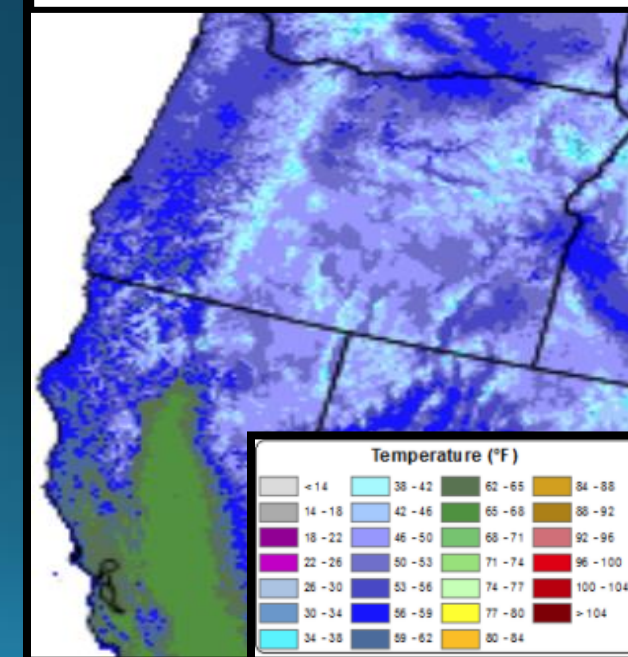 Temperature (°F)
< 14 38 - 42 62 - 65 84 - 88
14 - 18 42 - 46 65 - 68 88 - 92
18 - 22 46 - 50 68 - 71 92 - 96
22 - 26 50 - 53 71 - 74 96 - 100
26 - 30 53 - 56 74 - 77 100 - 104
30 - 34 56 - 59 77 - 80 > 104
34 - 38 59 - 62 80 - 84